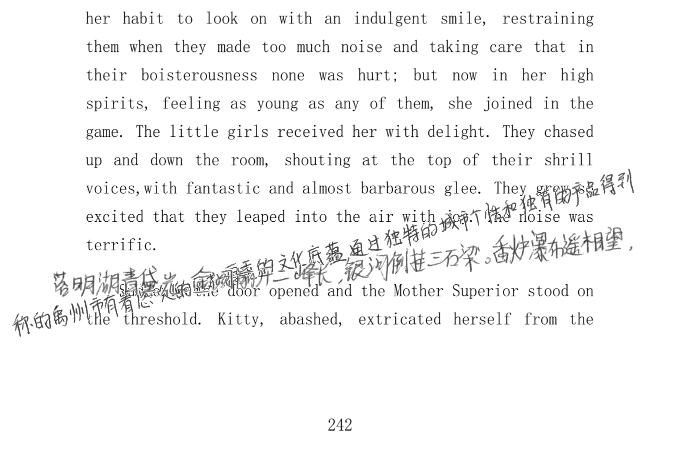 her habit to look on with an indulgent smile, restraining
them when they made too much noise and taking care that in
their boisterousness none was hurt; but now in her high
spirits, feeling as young as any of them, she joined in the
game. The little girls received her with delight. They chased
up and down the room, shouting at the top of their shrill
voices,with fantastic and almost barbarous glee. They grew so
excited that they leaped into the air with joy. The noise was
terrific.
称的禹州市有着悠久的 的文化底蕴通过独特的城市个性和独有的产品得到
落明湖青黛 金 开三峰长,银河倒挂三石梁。香炉瀑布遥相望,
the door opened and the Mother Superior stood on
the threshold. Kitty, abashed, extricated herself from the
242